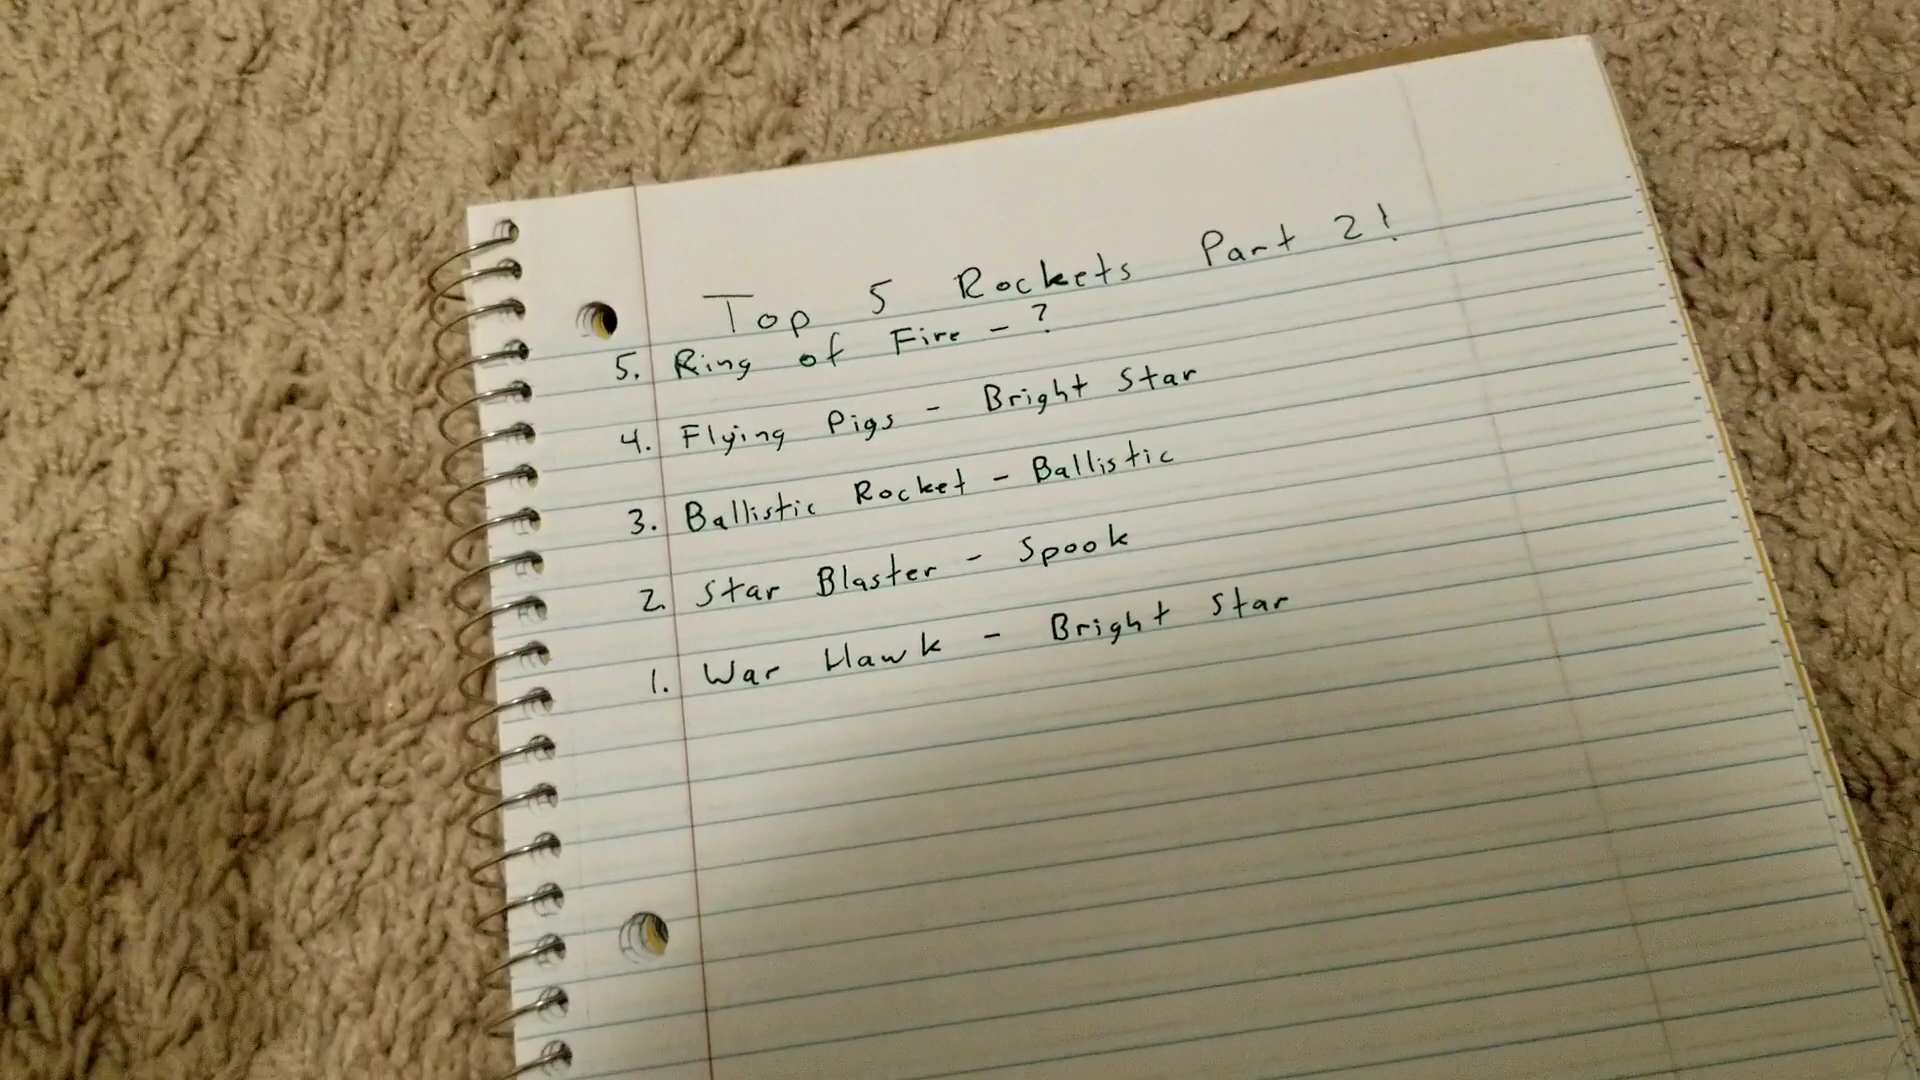 Top 5 Rockets Part 2!
5. Ring of Fire - ?
4. Flying Pigs - Bright Star
3. Ballistic Rocket - Ballistic
2. Star Blaster - Spook
1. War Hawk - Bright Star